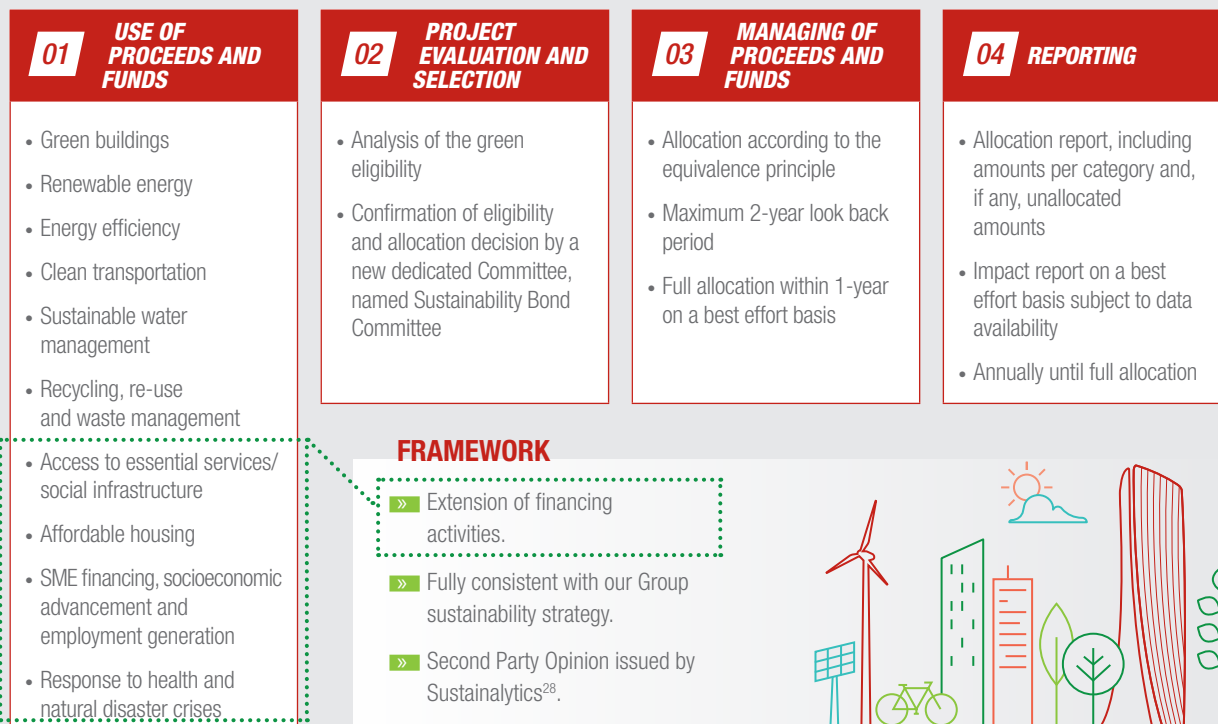 01
USE OF
PROCEEDS AND
FUNDS
• Green buildings
• Renewable energy
• Energy efficiency
• Clean transportation
• Sustainable water
management
• Recycling, re-use
and waste management
• Access to essential services/
social infrastructure
• Affordable housing
• SME financing, socioeconomic
advancement and
employment generation
• Response to health and
natural disaster crises
02
PROJECT
EVALUATION AND
SELECTION
• Analysis of the green
eligibility
• Confirmation of eligibility
and allocation decision by a
new dedicated Committee,
named Sustainability Bond
Committee
03
MANAGING OF
PROCEEDS AND
FUNDS
• Allocation according to the
equivalence principle
• Maximum 2-year look back
period
• Full allocation within 1-year
on a best effort basis
04 REPORTING
• Allocation report, including
amounts per category and,
if any, unallocated
amounts
• Impact report on a best
effort basis subject to data
availability
• Annually until full allocation
FRAMEWORK
» Extension of financing
activities.
» Fully consistent with our Group
sustainability strategy.
» Second Party Opinion issued by
Sustainalytics²⁸.